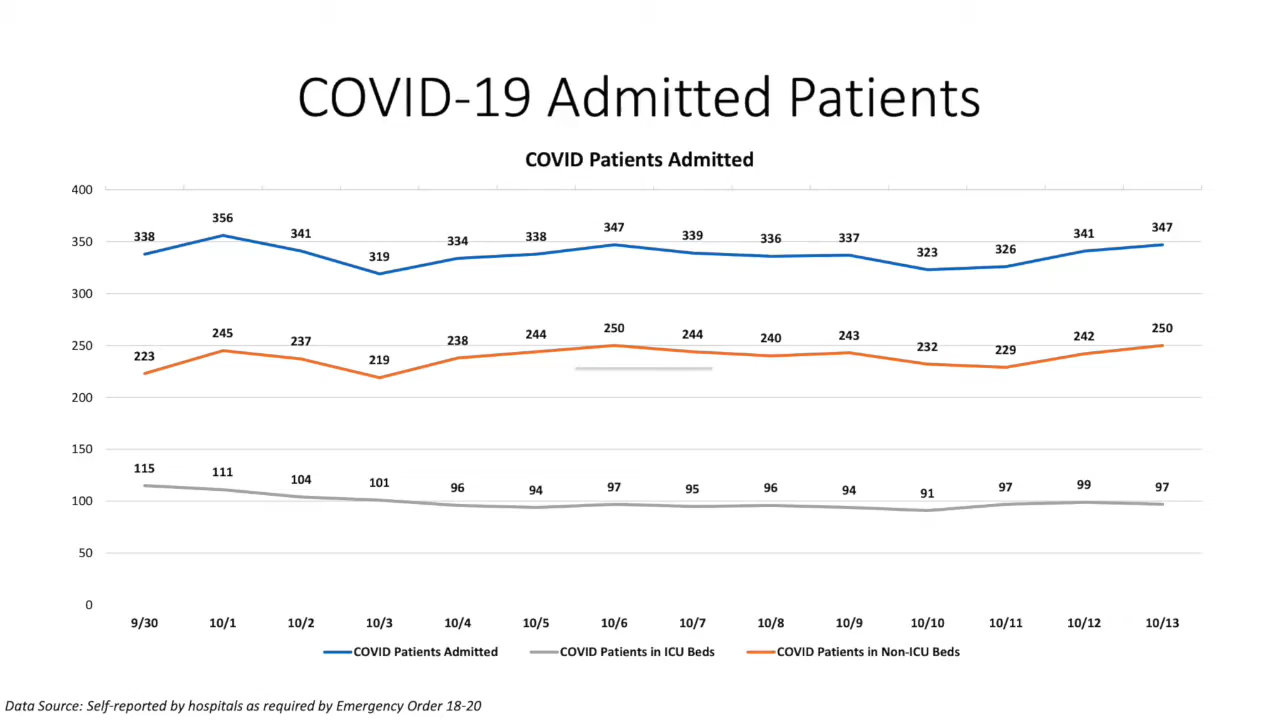 COVID-19 Admitted Patients
COVID Patients Admitted
400
350
300
250
200
150
100
50
0
338 356 341 319 334 338 347 339 336 337 323 326 341 347
223 245 237 219 238 244 250 244 240 243 232 229 242 250
115 111 104 101 96 94 97 95 96 94 91 97 99 97
9/30 10/1 10/2 10/3 10/4 10/5 10/6 10/7 10/8 10/9 10/10 10/11 10/12 10/13
COVID Patients Admitted COVID Patients in ICU Beds COVID Patients in Non-ICU Beds
Data Source: Self-reported by hospitals as required by Emergency Order 18-20